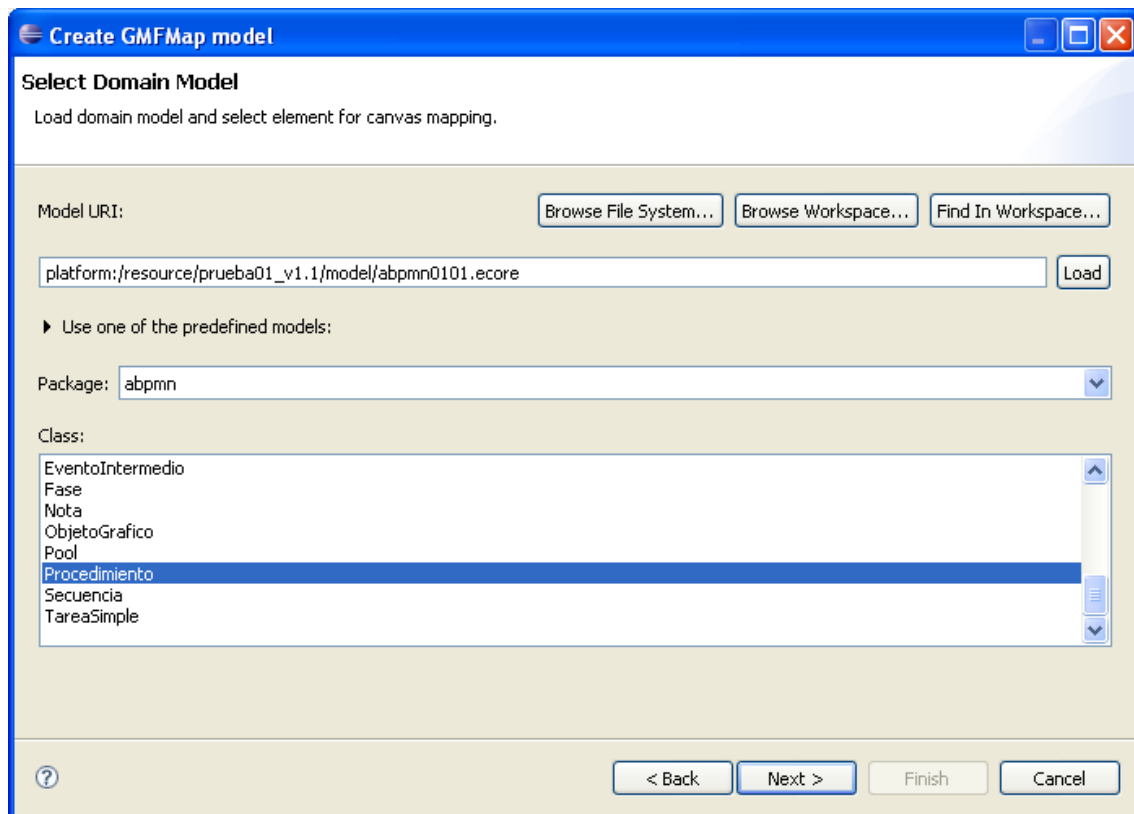 Create GMFMap model
Select Domain Model
Load domain model and select element for canvas mapping.
Model URI: Browse File System... Browse Workspace... Find In Workspace...
platform:/resource/prueba01_v1.1/model/abpmn0101.ecore Load
Use one of the predefined models:
Package: abpmn
Class:
EventoIntermedio
Fase
Nota
ObjetoGrafico
Pool
Procedimiento
Secuencia
TareaSimple
? < Back Next > Finish Cancel